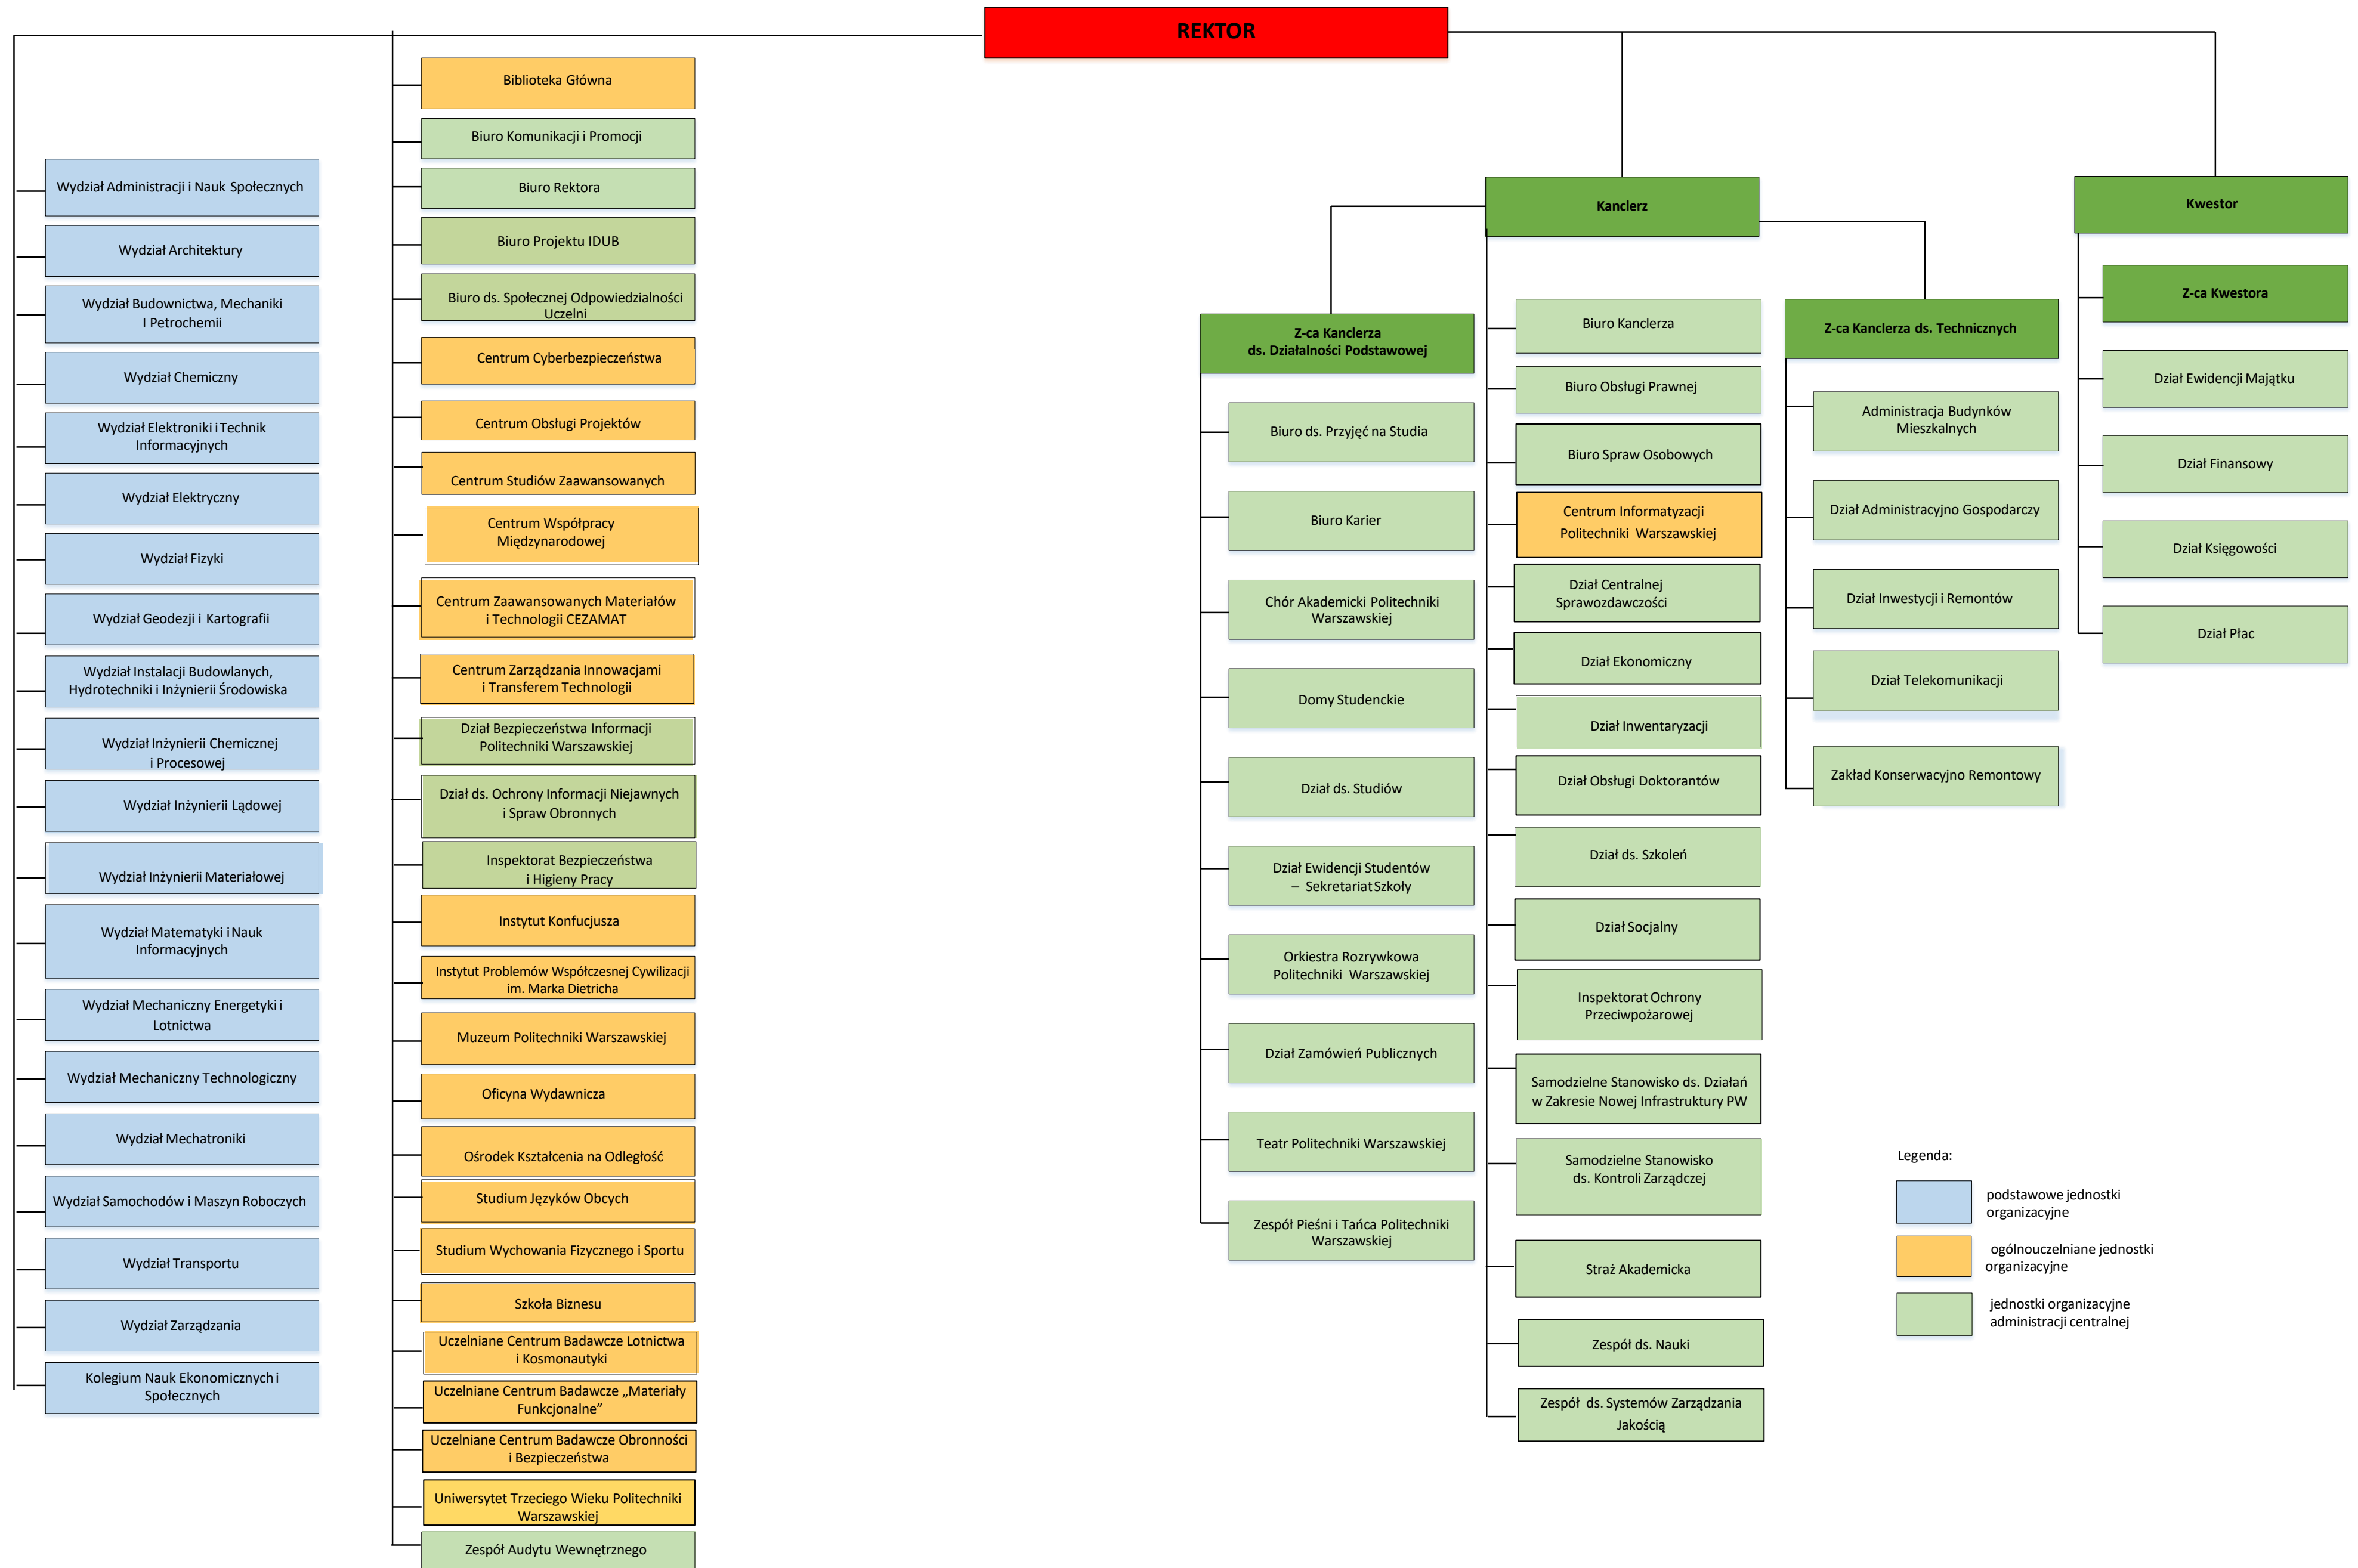 REKTOR
Wydział Administracji i Nauk Społecznych
Wydział Architektury
Wydział Budownictwa, Mechaniki
I Petrochemii
Wydział Chemiczny
Wydział Elektroniki i Technik
Informacyjnych
Wydział Elektryczny
Wydział Fizyki
Wydział Geodezji i Kartografii
Wydział Instalacji Budowlanych,
Hydrotechniki i Inżynierii Środowiska
Wydział Inżynierii Chemicznej
i Procesowej
Wydział Inżynierii Lądowej
Wydział Inżynierii Materiałowej
Wydział Matematyki i Nauk
Informacyjnych
Wydział Mechaniczny Energetyki i
Lotnictwa
Wydział Mechaniczny Technologiczny
Wydział Mechatroniki
Wydział Samochodów i Maszyn Roboczych
Wydział Transportu
Wydział Zarządzania
Kolegium Nauk Ekonomicznych i
Społecznych
Biblioteka Główna
Biuro Komunikacji i Promocji
Biuro Rektora
Biuro Projektu IDUB
Biuro ds. Społecznej Odpowiedzialności
Uczelni
Centrum Cyberbezpieczeństwa
Centrum Obsługi Projektów
Centrum Studiów Zaawansowanych
Centrum Współpracy
Międzynarodowej
Centrum Zaawansowanych Materiałów
i Technologii CEZAMAT
Centrum Zarządzania Innowacjami
i Transferem Technologii
Dział Bezpieczeństwa Informacji
Politechniki Warszawskiej
Dział ds. Ochrony Informacji Niejawnych
i Spraw Obronnych
Inspektorat Bezpieczeństwa
i Higieny Pracy
Instytut Konfucjusza
Instytut Problemów Współczesnej Cywilizacji
im. Marka Dietricha
Muzeum Politechniki Warszawskiej
Oficyna Wydawnicza
Ośrodek Kształcenia na Odległość
Studium Języków Obcych
Studium Wychowania Fizycznego i Sportu
Szkoła Biznesu
Uczelniane Centrum Badawcze Lotnictwa
i Kosmonautyki
Uczelniane Centrum Badawcze „Materiały
Funkcjonalne”
Uczelniane Centrum Badawcze Obronności
i Bezpieczeństwa
Uniwersytet Trzeciego Wieku Politechniki
Warszawskiej
Zespół Audytu Wewnętrznego
Kanclerz
Z-ca Kanclerza
ds. Działalności Podstawowej
Biuro ds. Przyjęć na Studia
Biuro Karier
Chór Akademicki Politechniki
Warszawskiej
Domy Studenckie
Dział ds. Studiów
Dział Ewidencji Studentów
– Sekretariat Szkoły
Orkiestra Rozrywkowa
Politechniki Warszawskiej
Dział Zamówień Publicznych
Teatr Politechniki Warszawskiej
Zespół Pieśni i Tańca Politechniki
Warszawskiej
Biuro Kanclerza
Biuro Obsługi Prawnej
Biuro Spraw Osobowych
Centrum Informatyzacji
Politechniki Warszawskiej
Dział Centralnej
Sprawozdawczości
Dział Ekonomiczny
Dział Inwentaryzacji
Dział Obsługi Doktorantów
Dział ds. Szkoleń
Dział Socjalny
Inspektorat Ochrony
Przeciwpożarowej
Samodzielne Stanowisko ds. Działań
w Zakresie Nowej Infrastruktury PW
Samodzielne Stanowisko
ds. Kontroli Zarządczej
Straż Akademicka
Zespół ds. Nauki
Zespół ds. Systemów Zarządzania
Jakością
Z-ca Kanclerza ds. Technicznych
Administracja Budynków
Mieszkalnych
Dział Administracyjno Gospodarczy
Dział Inwestycji i Remontów
Dział Telekomunikacji
Zakład Konserwacyjno Remontowy
Kwestor
Z-ca Kwestora
Dział Ewidencji Majątku
Dział Finansowy
Dział Księgowości
Dział Płac
Legenda:
podstawowe jednostki
organizacyjne
ogólnouczelniane jednostki
organizacyjne
jednostki organizacyjne
administracji centralnej